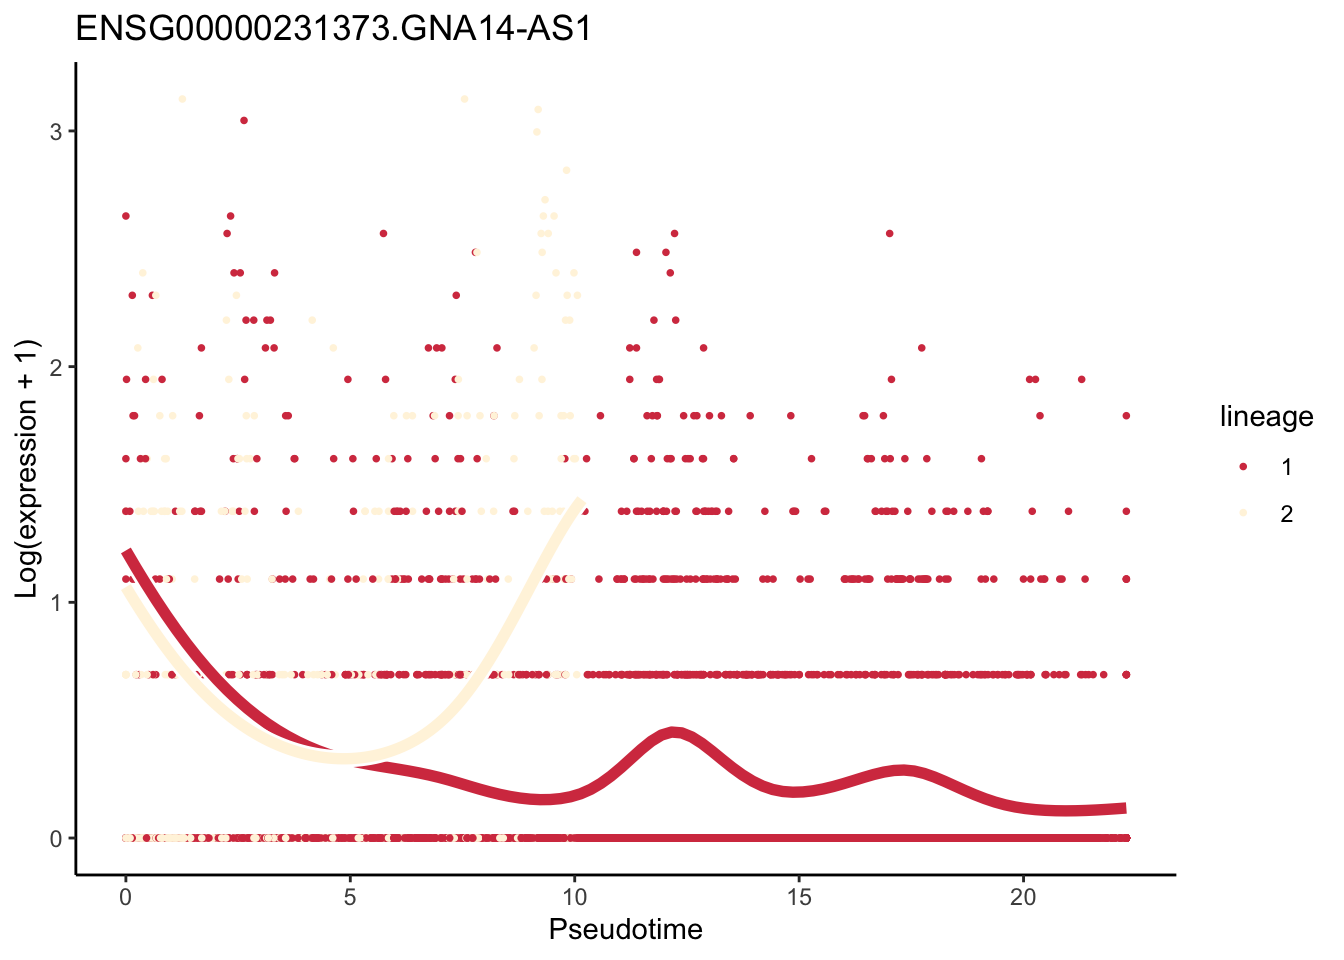 ENSG00000231373.GNA14-AS1
3
2
1
0
Log(expression + 1)
0 5 10 15 20
Pseudotime
lineage
1
2